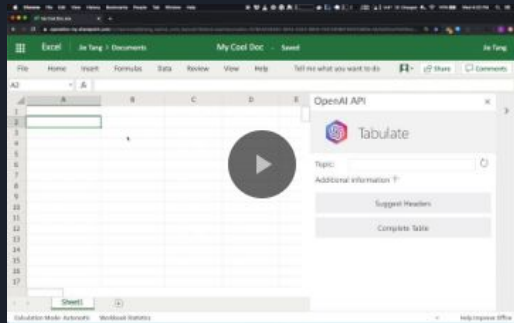 Excel Jie Tang > Documents My Cool Doc - Saved Jie Tang
File Home Insert Formulas Data Review View Help Tell me what you want to do Share Comments
A2 fx
A B C D E
OpenAI API
Tabulate
Topic:
Additional information
Suggest Headers
Complete Table
1
2
3
4
5
6
7
8
9
10
11
12
13
14
15
16
17
Sheet1
Calculation Mode: Automatic Workbook Statistics Help Improve Office